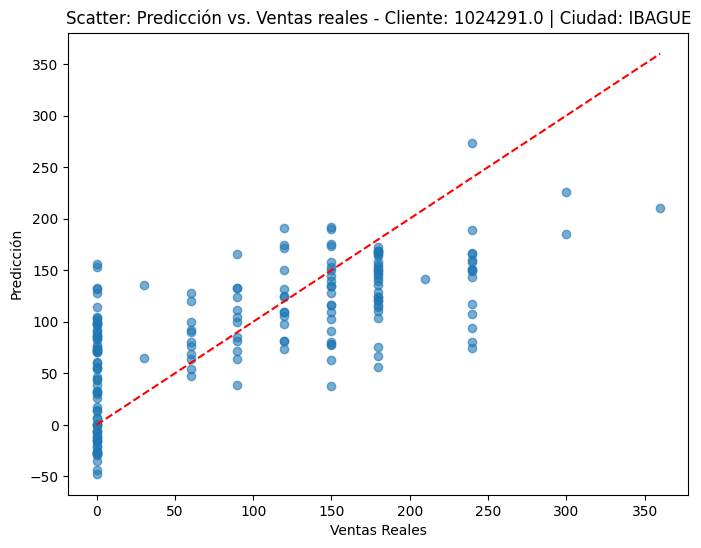 Scatter: Predicción vs. Ventas reales - Cliente: 1024291.0 | Ciudad: IBAGUE
350
300
250
200
150
100
50
0
−50
Predicción
0 50 100 150 200 250 300 350
Ventas Reales